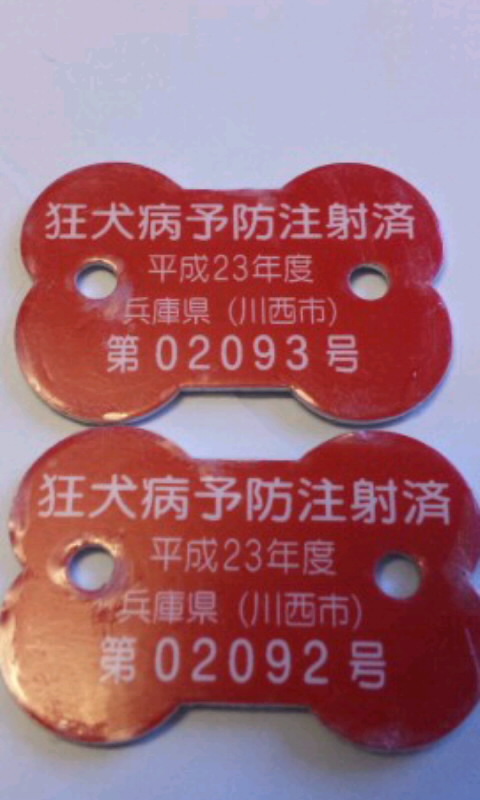 狂犬病予防注射済
平成23年度
兵庫県（川西市）
第02093号
狂犬病予防注射済
平成23年度
兵庫県（川西市）
第02092号